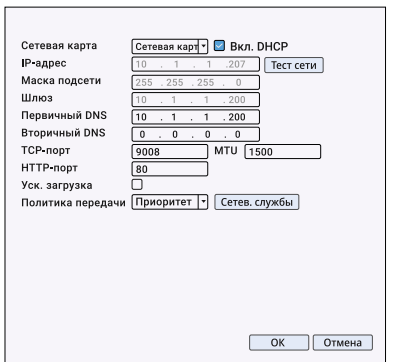 Сетевая карта Сетевая карт Вкл. DHCP
IP-адрес 10 . 1 . 1 .207 Тест сети
Маска подсети 255 . 255 . 255 . 0
Шлюз 10 . 1 . 1 .200
Первичный DNS 10 . 1 . 1 .200
Вторичный DNS 0 . 0 . 0 . 0
TCP-порт 9008 MTU 1500
HTTP-порт 80
Уск. загрузка
Политика передачи Приоритет Сетев. службы
ОК Отмена